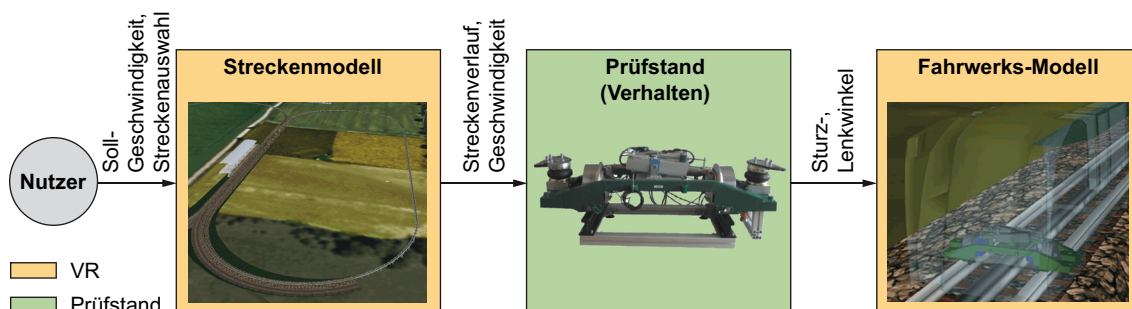 Nutzer
Soll-
Geschwindigkeit,
Streckenauswahl
Streckenmodell
Streckenverlauf,
Geschwindigkeit
Prüfstand
(Verhalten)
Sturz-,
Lenkwinkel
Fahrwerks-Modell
VR
Prüfstand